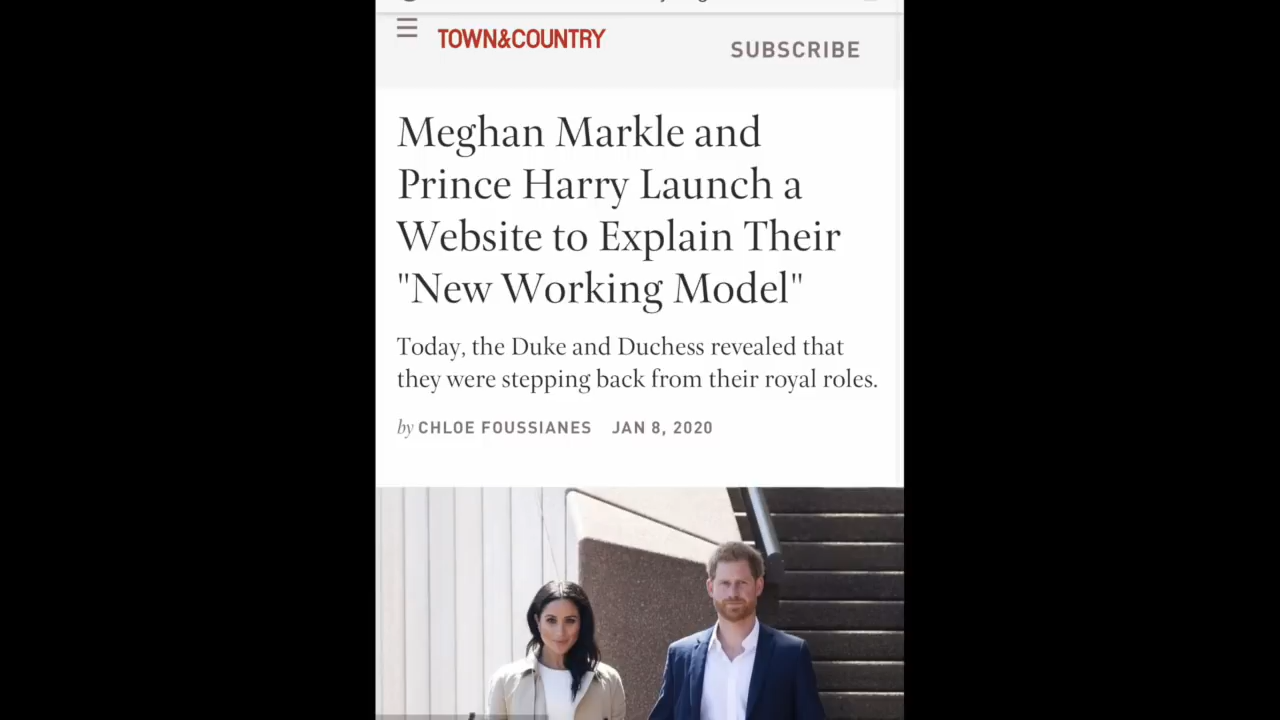 TOWN&COUNTRY
SUBSCRIBE
Meghan Markle and
Prince Harry Launch a
Website to Explain Their
"New Working Model"
Today, the Duke and Duchess revealed that
they were stepping back from their royal roles.
by CHLOE FOUSSIANES JAN 8, 2020